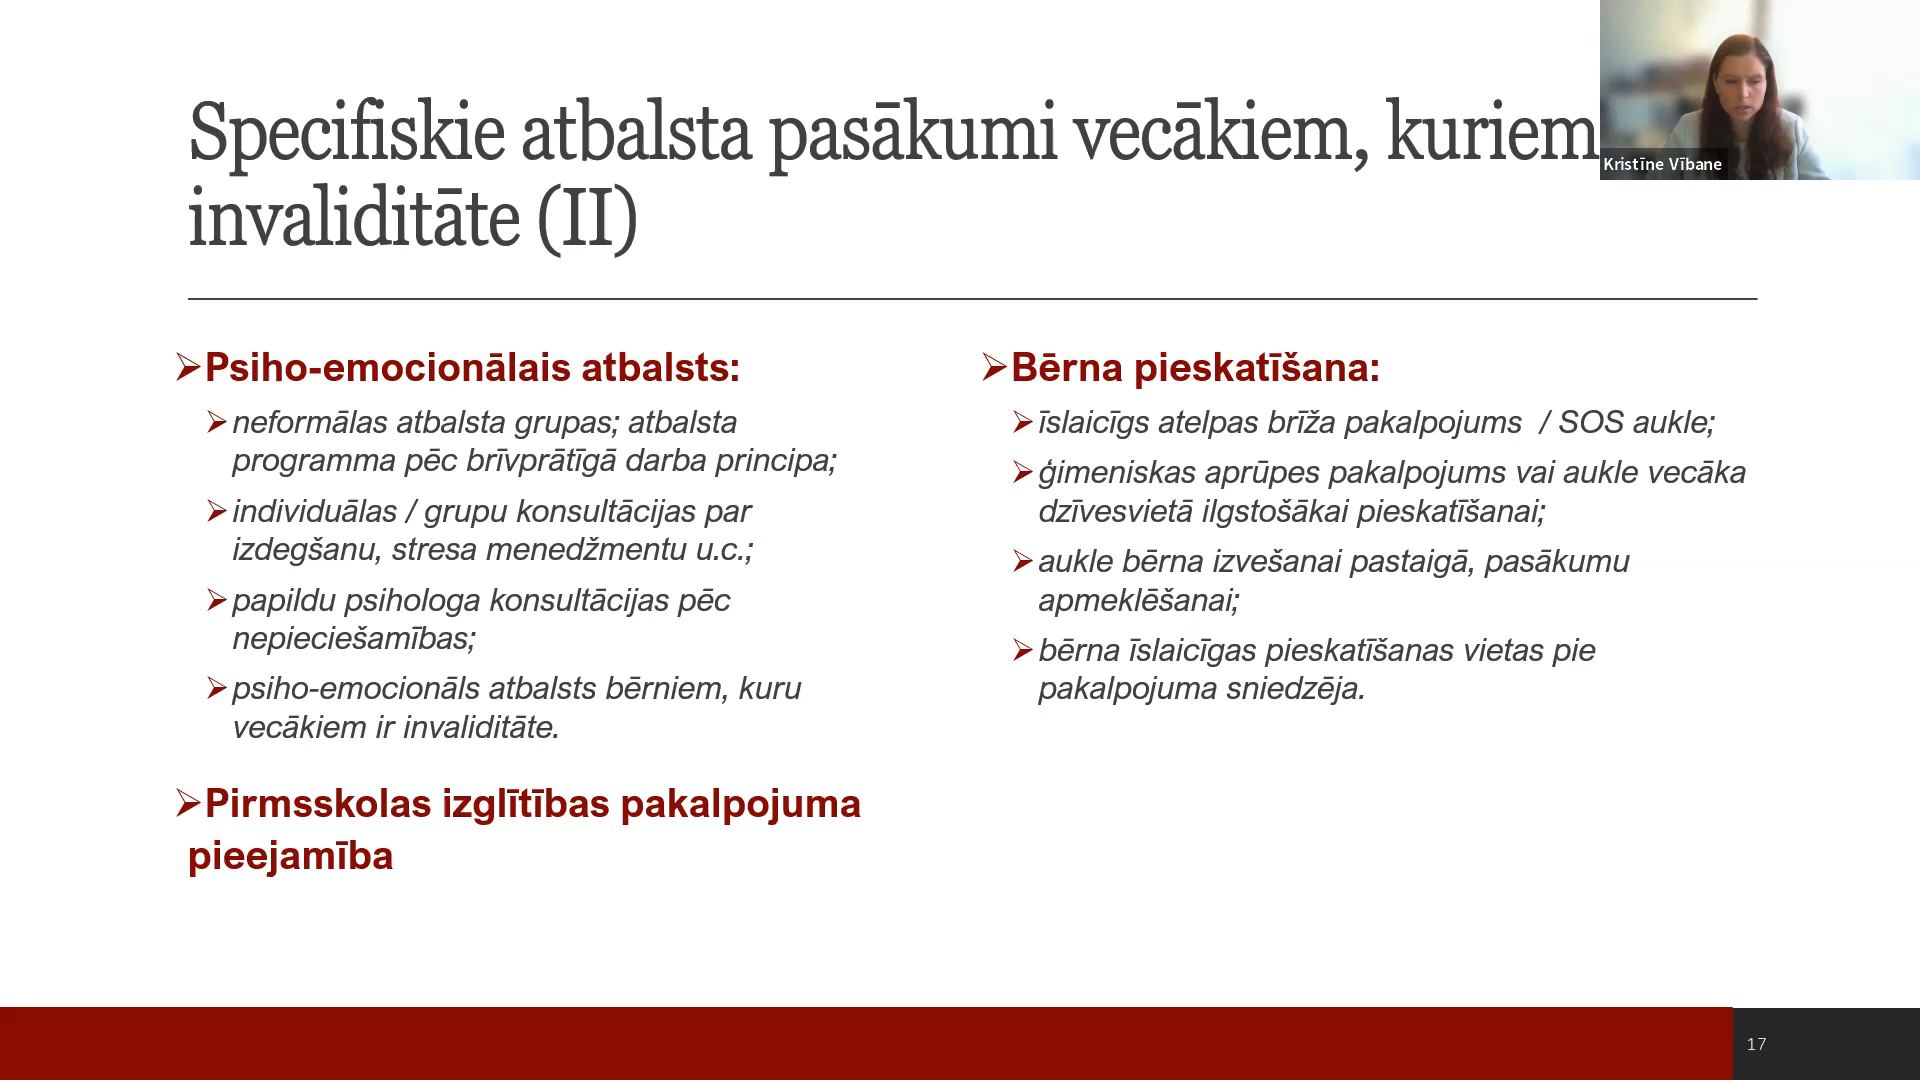 Specifiskie atbalsta pasākumi vecākiem, kuriem
invaliditāte (II)
Kristīne Vībane
➢Psiho-emocionālais atbalsts:
➢neformālas atbalsta grupas; atbalsta
programma pēc brīvprātīgā darba principa;
➢individuālas / grupu konsultācijas par
izdegšanu, stresa menedžmentu u.c.;
➢papildu psihologa konsultācijas pēc
nepieciešamības;
➢psiho-emocionāls atbalsts bērniem, kuru
vecākiem ir invaliditāte.
➢Pirmsskolas izglītības pakalpojuma
pieejamība
➢Bērna pieskatīšana:
➢īslaicīgs atelpas brīža pakalpojums / SOS aukle;
➢ģimeniskas aprūpes pakalpojums vai aukle vecāka
dzīvesvietā ilgstošākai pieskatīšanai;
➢aukle bērna izvešanai pastaigā, pasākumu
apmeklēšanai;
➢bērna īslaicīgas pieskatīšanas vietas pie
pakalpojuma sniedzēja.
17